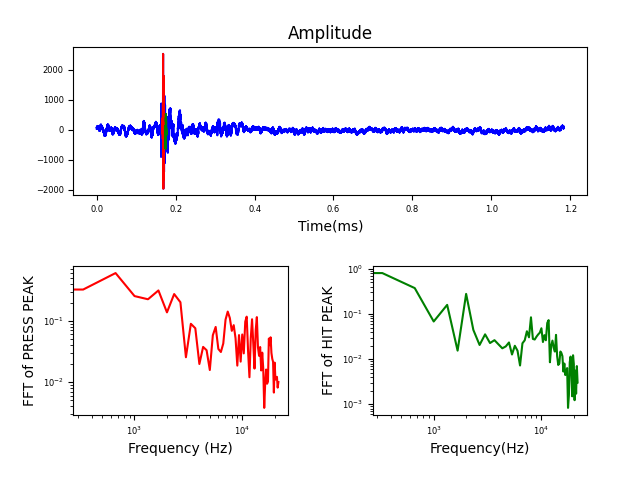 Amplitude
2000
1000
0
−1000
−2000
0.0 0.2 0.4 0.6 0.8 1.0 1.2
Time(ms)
FFT of PRESS PEAK
10⁻¹
10⁻²
10³ 10⁴
Frequency (Hz)
FFT of HIT PEAK
10⁰
10⁻¹
10⁻²
10⁻³
10³ 10⁴
Frequency(Hz)